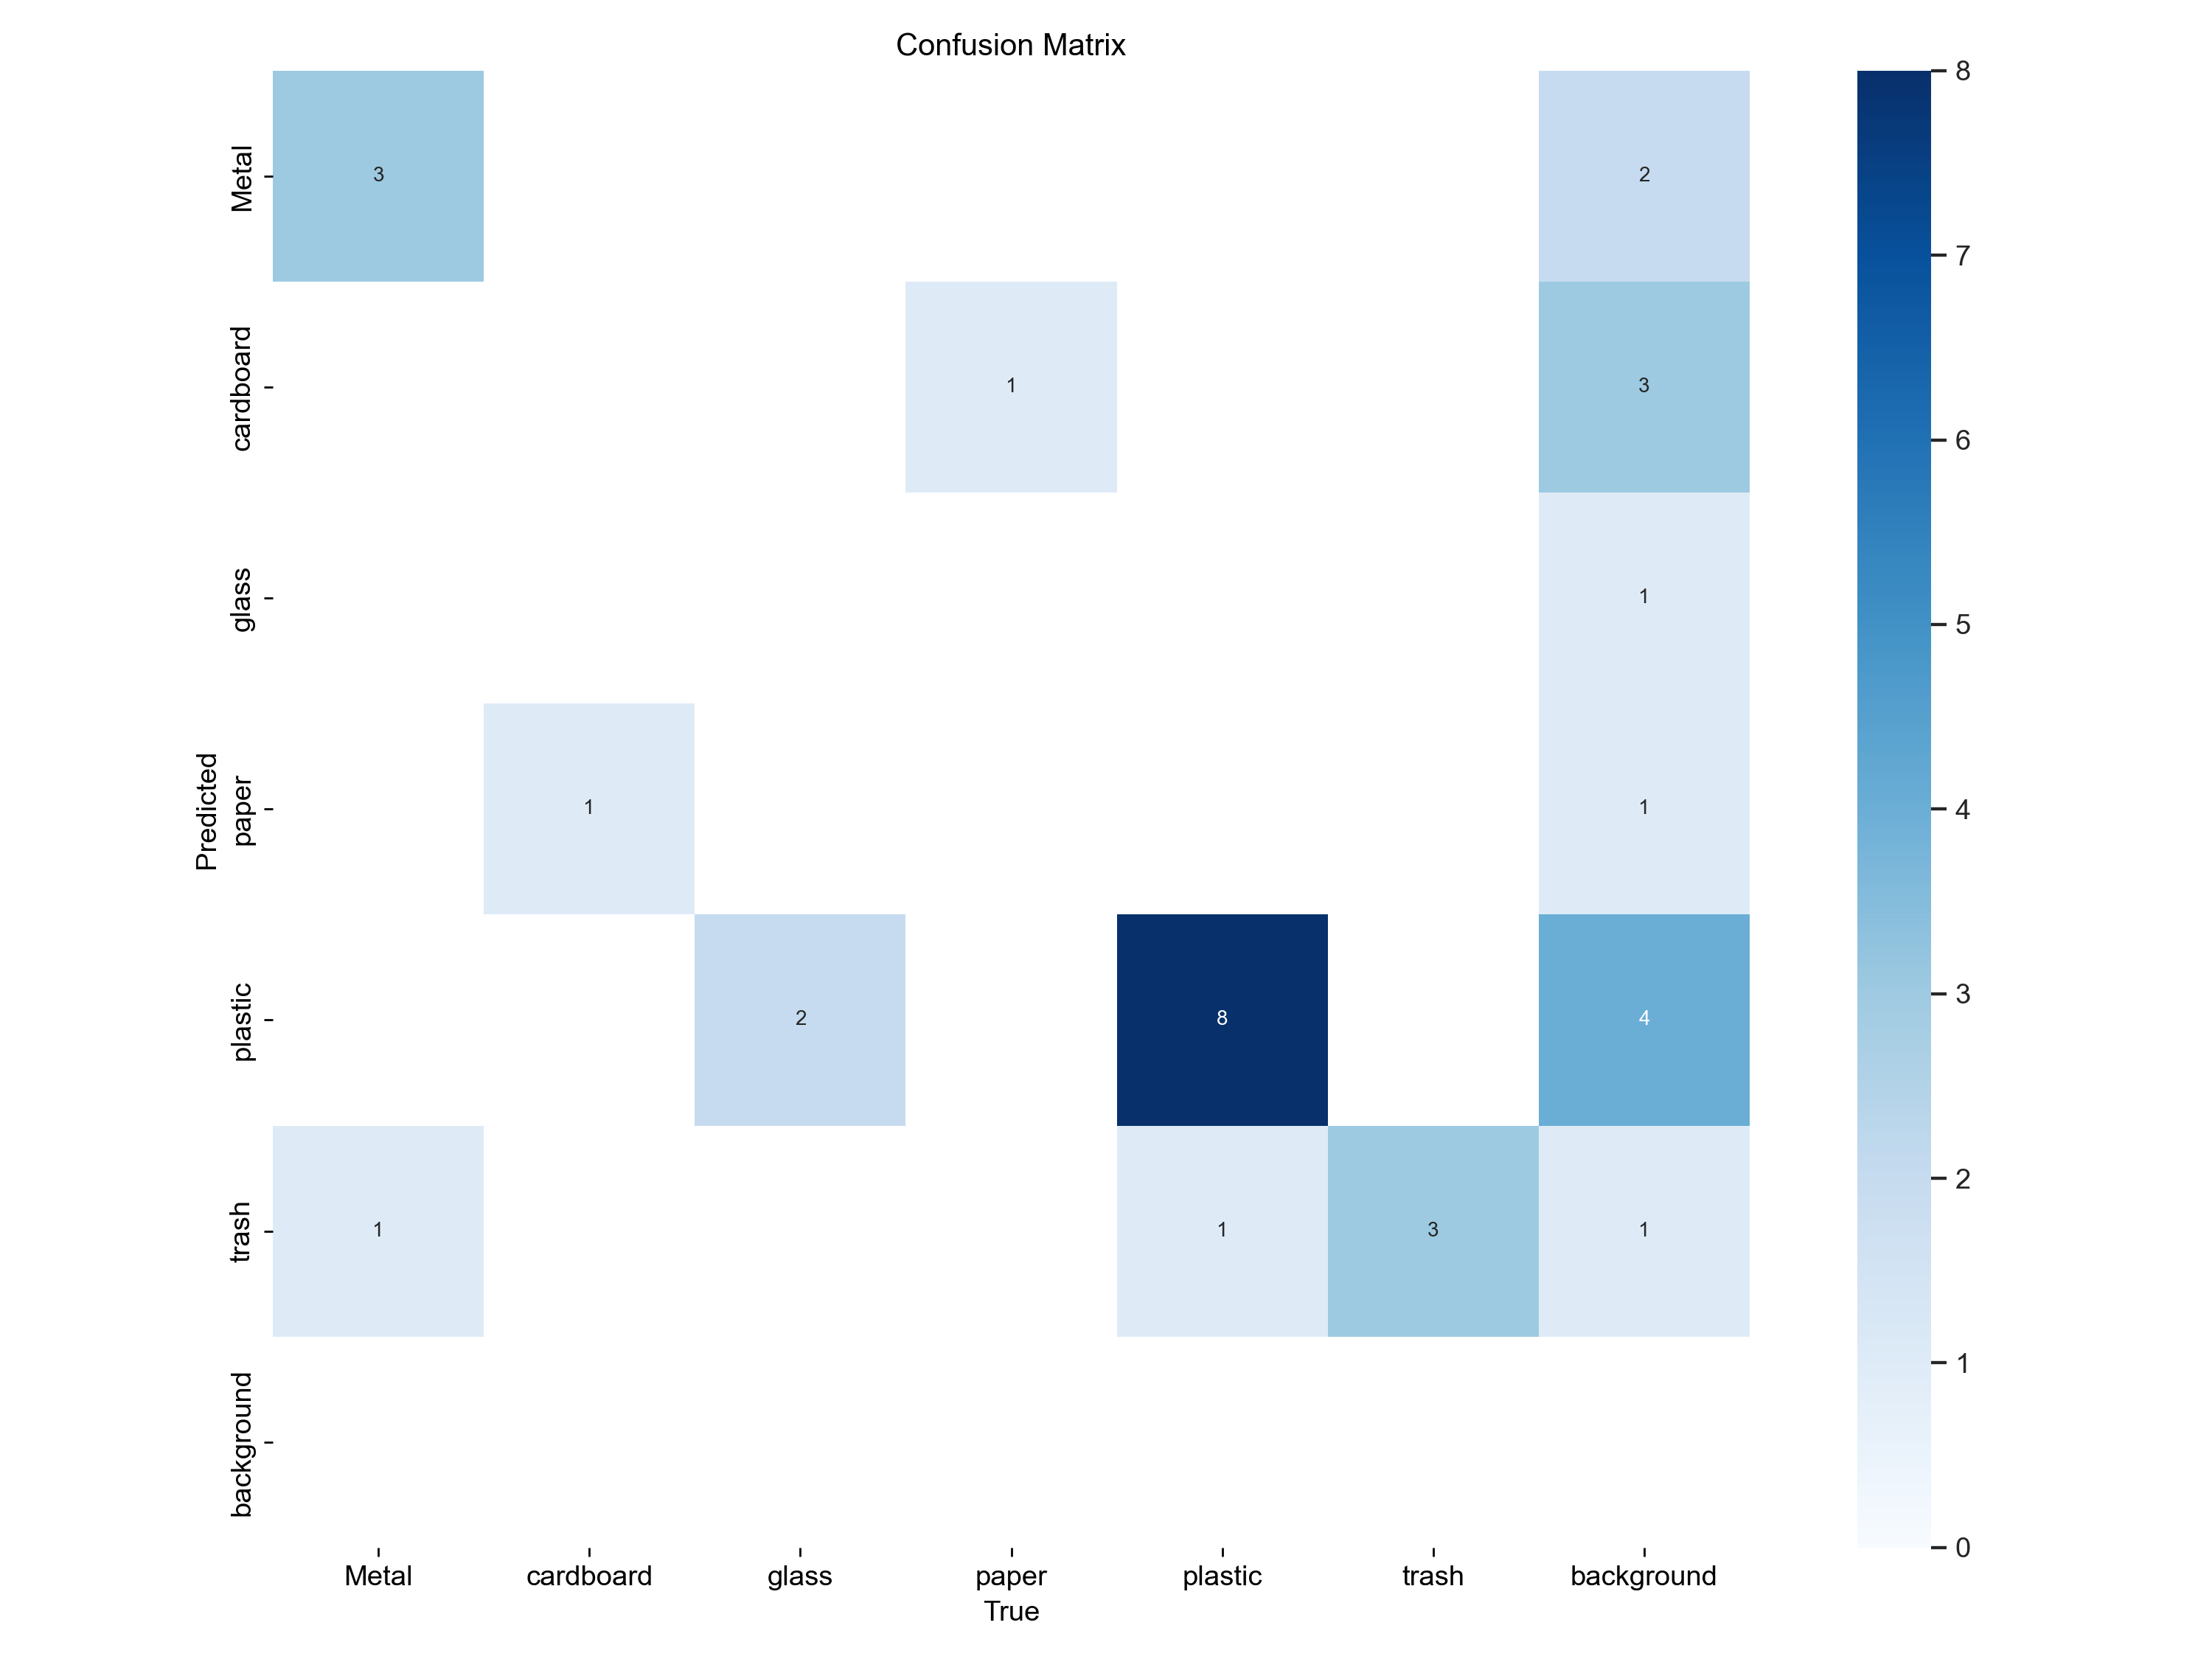 Confusion Matrix
Predicted
Metal
3
2
cardboard
1
3
glass
1
paper
1
1
plastic
2
8
4
trash
1
1
3
1
background
Metal cardboard glass paper plastic trash background
True
8
7
6
5
4
3
2
1
0